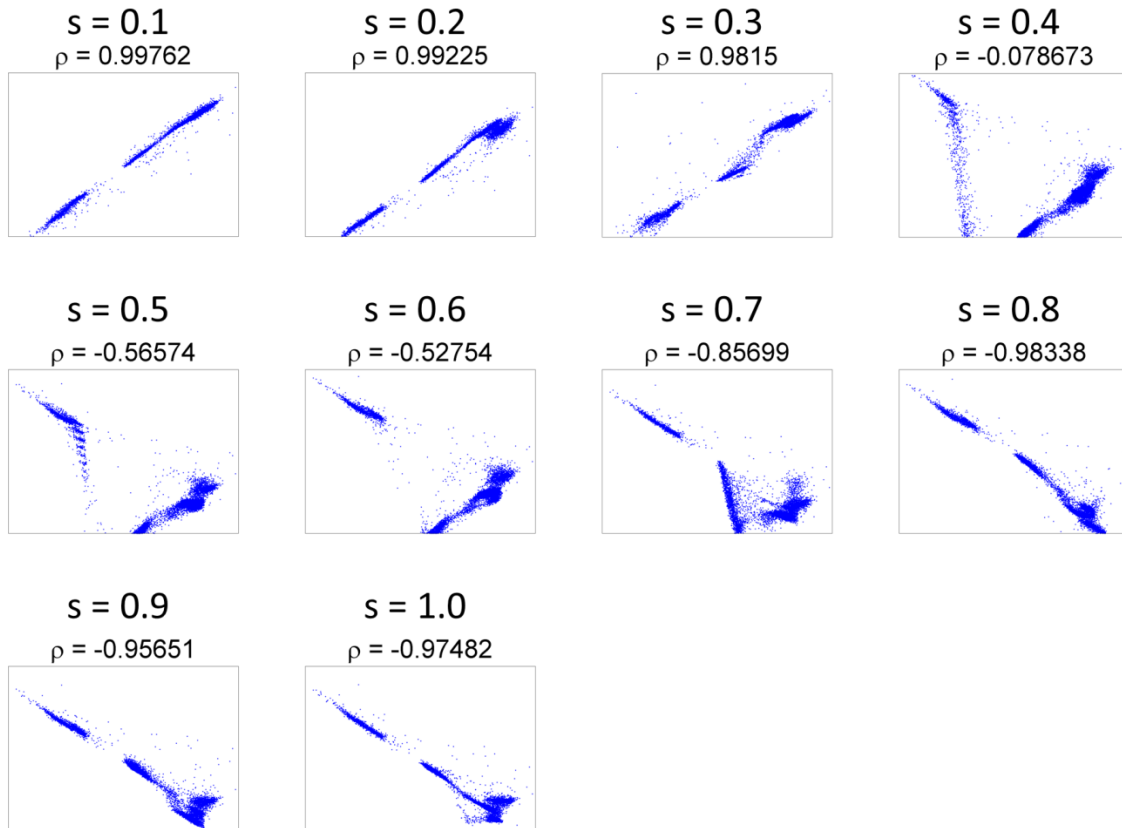 s = 0.1
ρ = 0.99762
s = 0.2
ρ = 0.99225
s = 0.3
ρ = 0.9815
s = 0.4
ρ = -0.078673
s = 0.5
ρ = -0.56574
s = 0.6
ρ = -0.52754
s = 0.7
ρ = -0.85699
s = 0.8
ρ = -0.98338
s = 0.9
ρ = -0.95651
s = 1.0
ρ = -0.97482